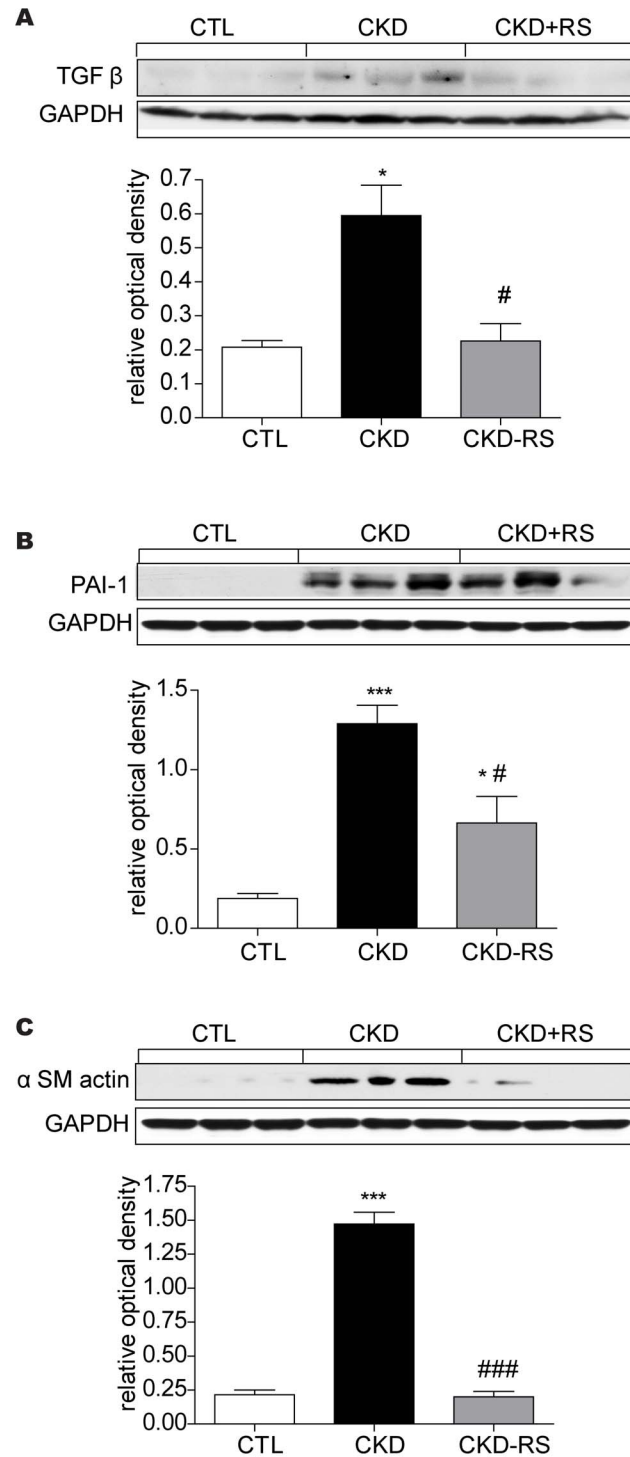 A
CTL CKD CKD+RS
TGF β
GAPDH
relative optical density
0.7
0.6
0.5
0.4
0.3
0.2
0.1
0.0
*
#
CTL CKD CKD-RS
B
CTL CKD CKD+RS
PAI-1
GAPDH
relative optical density
1.5
1.0
0.5
0.0
***
* #
CTL CKD CKD-RS
C
CTL CKD CKD+RS
α SM actin
GAPDH
relative optical density
1.75
1.50
1.25
1.00
0.75
0.50
0.25
0.00
***
###
CTL CKD CKD-RS